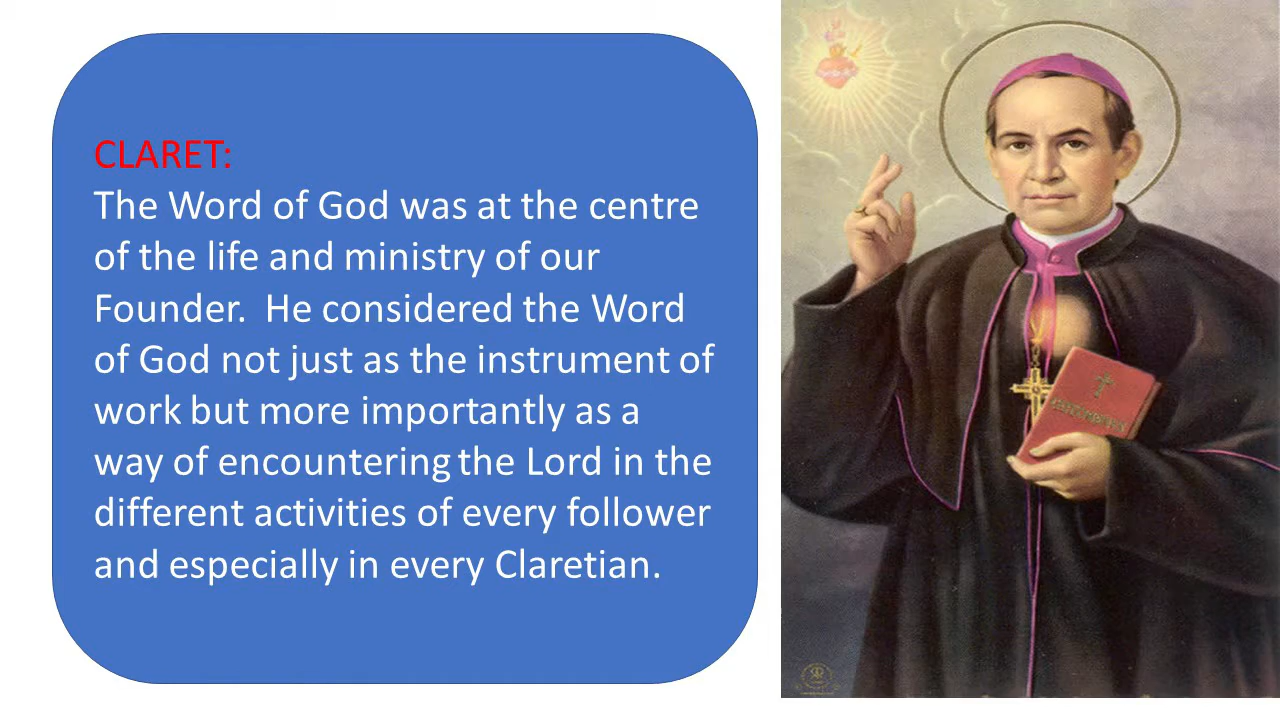 CLARET:
The Word of God was at the centre
of the life and ministry of our
Founder.  He considered the Word
of God not just as the instrument of
work but more importantly as a
way of encountering the Lord in the
different activities of every follower
and especially in every Claretian.